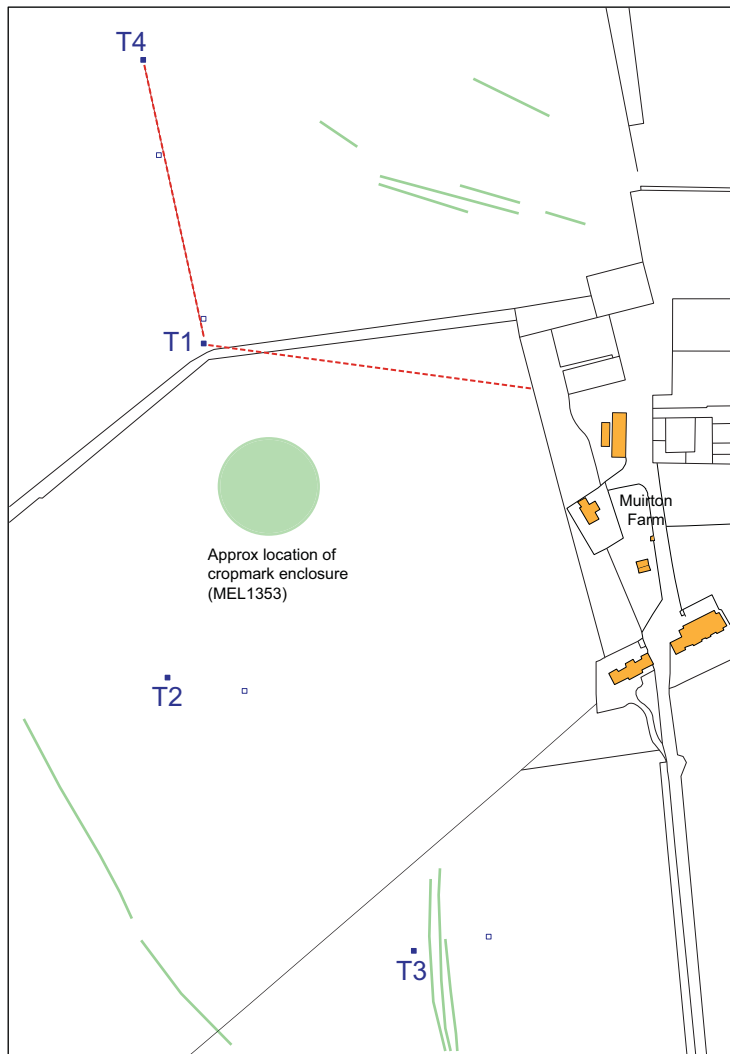 T4
T1
Muirton
Farm
Approx location of
cropmark enclosure
(MEL1353)
T2
T3